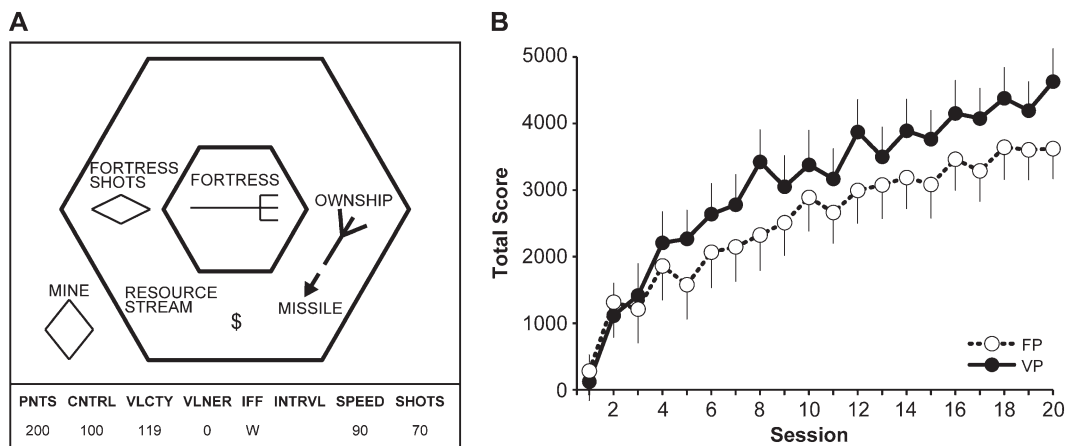 A
FORTRESS
SHOTS
FORTRESS
OWNSHIP
MINE
RESOURCE
STREAM
$
MISSILE
PNTS CNTRL VLCTY VLNER IFF INTRVL SPEED SHOTS
200 100 119 0 W 90 70
B
Total Score
5000
4000
3000
2000
1000
0
2 4 6 8 10 12 14 16 18 20
Session
FP
VP